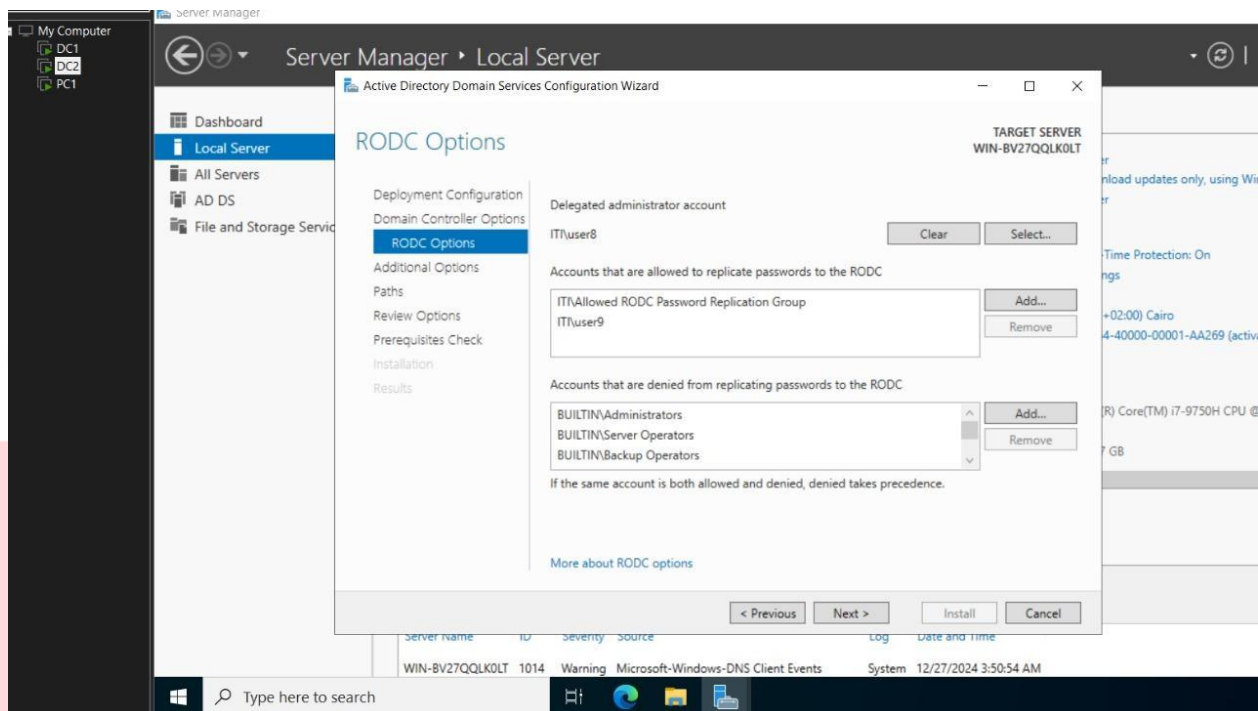 Server Manager
My Computer
DC1
DC2
PC1
Server Manager • Local Server
Active Directory Domain Services Configuration Wizard
RODC Options
TARGET SERVER
WIN-BV27QQLK0LT
Dashboard
Local Server
All Servers
AD DS
File and Storage Servic
Deployment Configuration
Domain Controller Options
RODC Options
Additional Options
Paths
Review Options
Prerequisites Check
Installation
Results
Delegated administrator account
ITI\user8
Clear
Select...
Accounts that are allowed to replicate passwords to the RODC
ITI\Allowed RODC Password Replication Group
ITI\user9
Add...
Remove
Accounts that are denied from replicating passwords to the RODC
BUILTIN\Administrators
BUILTIN\Server Operators
BUILTIN\Backup Operators
Add...
Remove
If the same account is both allowed and denied, denied takes precedence.
More about RODC options
< Previous
Next >
Install
Cancel
er
nload updates only, using Wi
er
-Time Protection: On
ngs
+02:00) Cairo
4-40000-00001-AA269 (activa
(R) Core(TM) i7-9750H CPU @
7 GB
Server Name ID Severity Source Log Date and Time
WIN-BV27QQLK0LT 1014 Warning Microsoft-Windows-DNS Client Events System 12/27/2024 3:50:54 AM
Type here to search